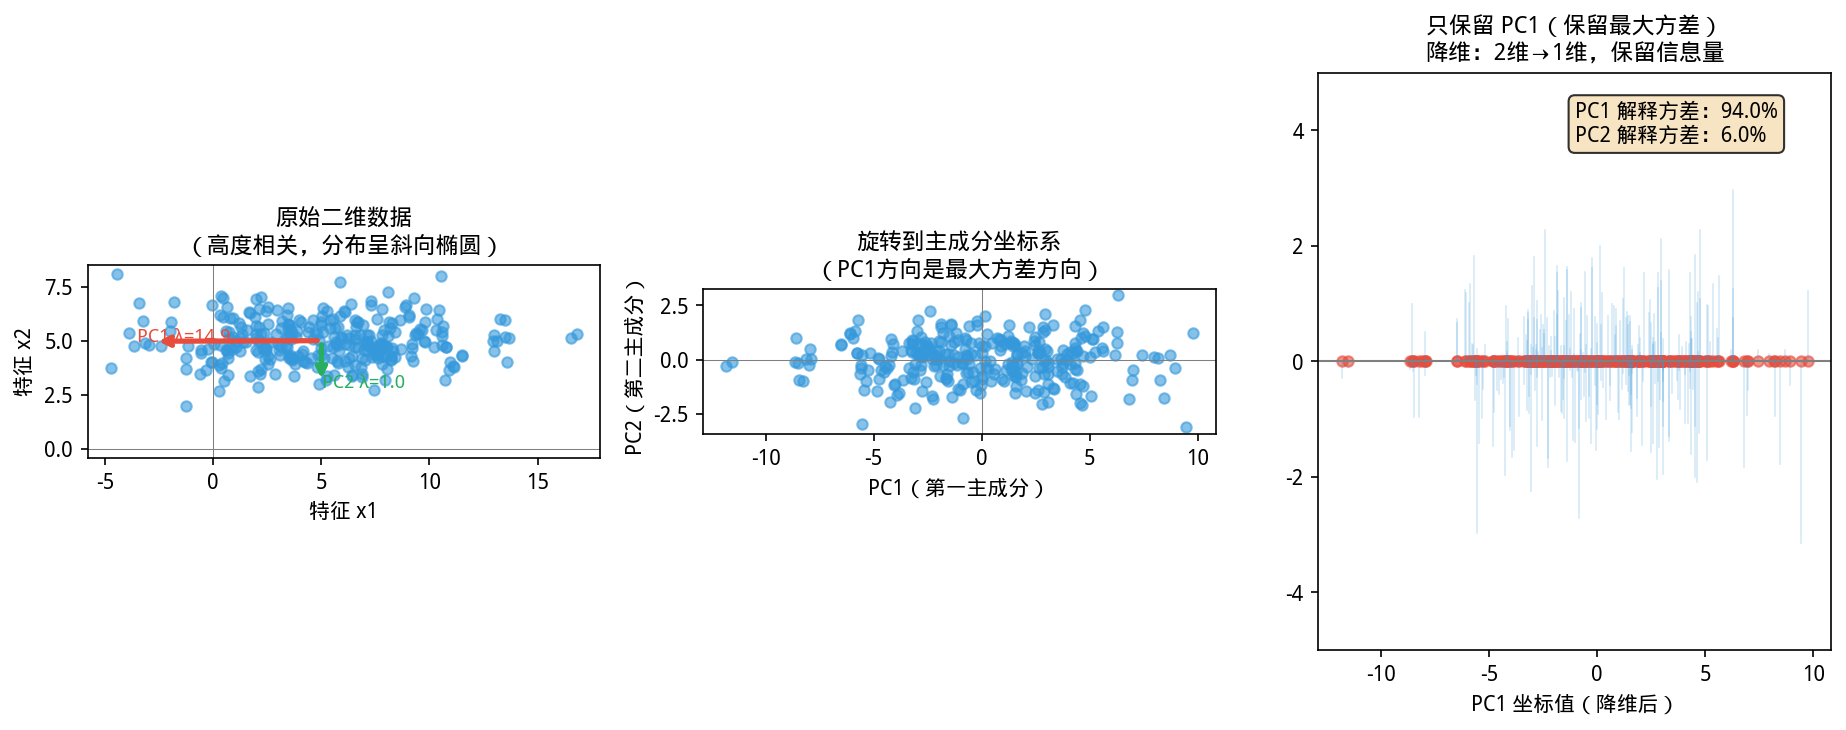 原始二维数据
（高度相关，分布呈斜向椭圆）
7.5
5.0
2.5
0.0
特征 x2
PC1 λ=14.9
PC2 λ=1.0
-5
0
5
10
15
特征 x1
旋转到主成分坐标系
（PC1方向是最大方差方向）
2.5
0.0
-2.5
PC2（第二主成分）
-10
-5
0
5
10
PC1（第一主成分）
只保留 PC1（保留最大方差）
降维：2维→1维，保留信息量
PC1 解释方差：94.0%
PC2 解释方差：6.0%
4
2
0
-2
-4
-10
-5
0
5
10
PC1 坐标值（降维后）